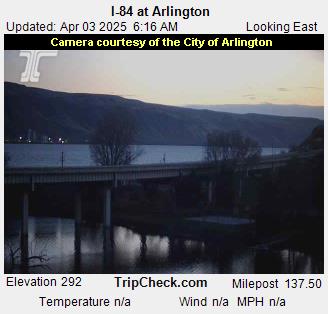 I-84 at Arlington
Updated: Apr 03 2025 6:16 AM Looking East
Camera courtesy of the City of Arlington
Elevation 292 TripCheck.com Milepost 137.50
Temperature n/a Wind n/a MPH n/a